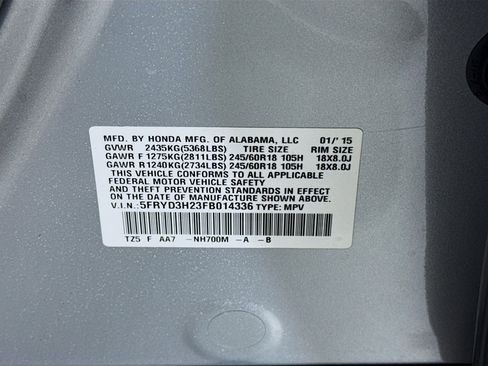 MFD. BY HONDA MFG. OF ALABAMA, LLC 01/'15
GVWR 2435KG(5368LBS) TIRE SIZE RIM SIZE
GAWR F 1275KG(2811LBS) 245/60R18 105H 18X8.0J
GAWR R 1240KG(2734LBS) 245/60R18 105H 18X8.0J
THIS VEHICLE CONFORMS TO ALL APPLICABLE
FEDERAL MOTOR VEHICLE SAFETY
AND THEFT PREVENTION STANDARDS IN EFFECT
ON THE DATE OF MANUFACTURE SHOWN ABOVE.
V.I.N.: 5FRYD3H23FB014336 TYPE: MPV
TZ5 F AA7 -NH700M -A -B